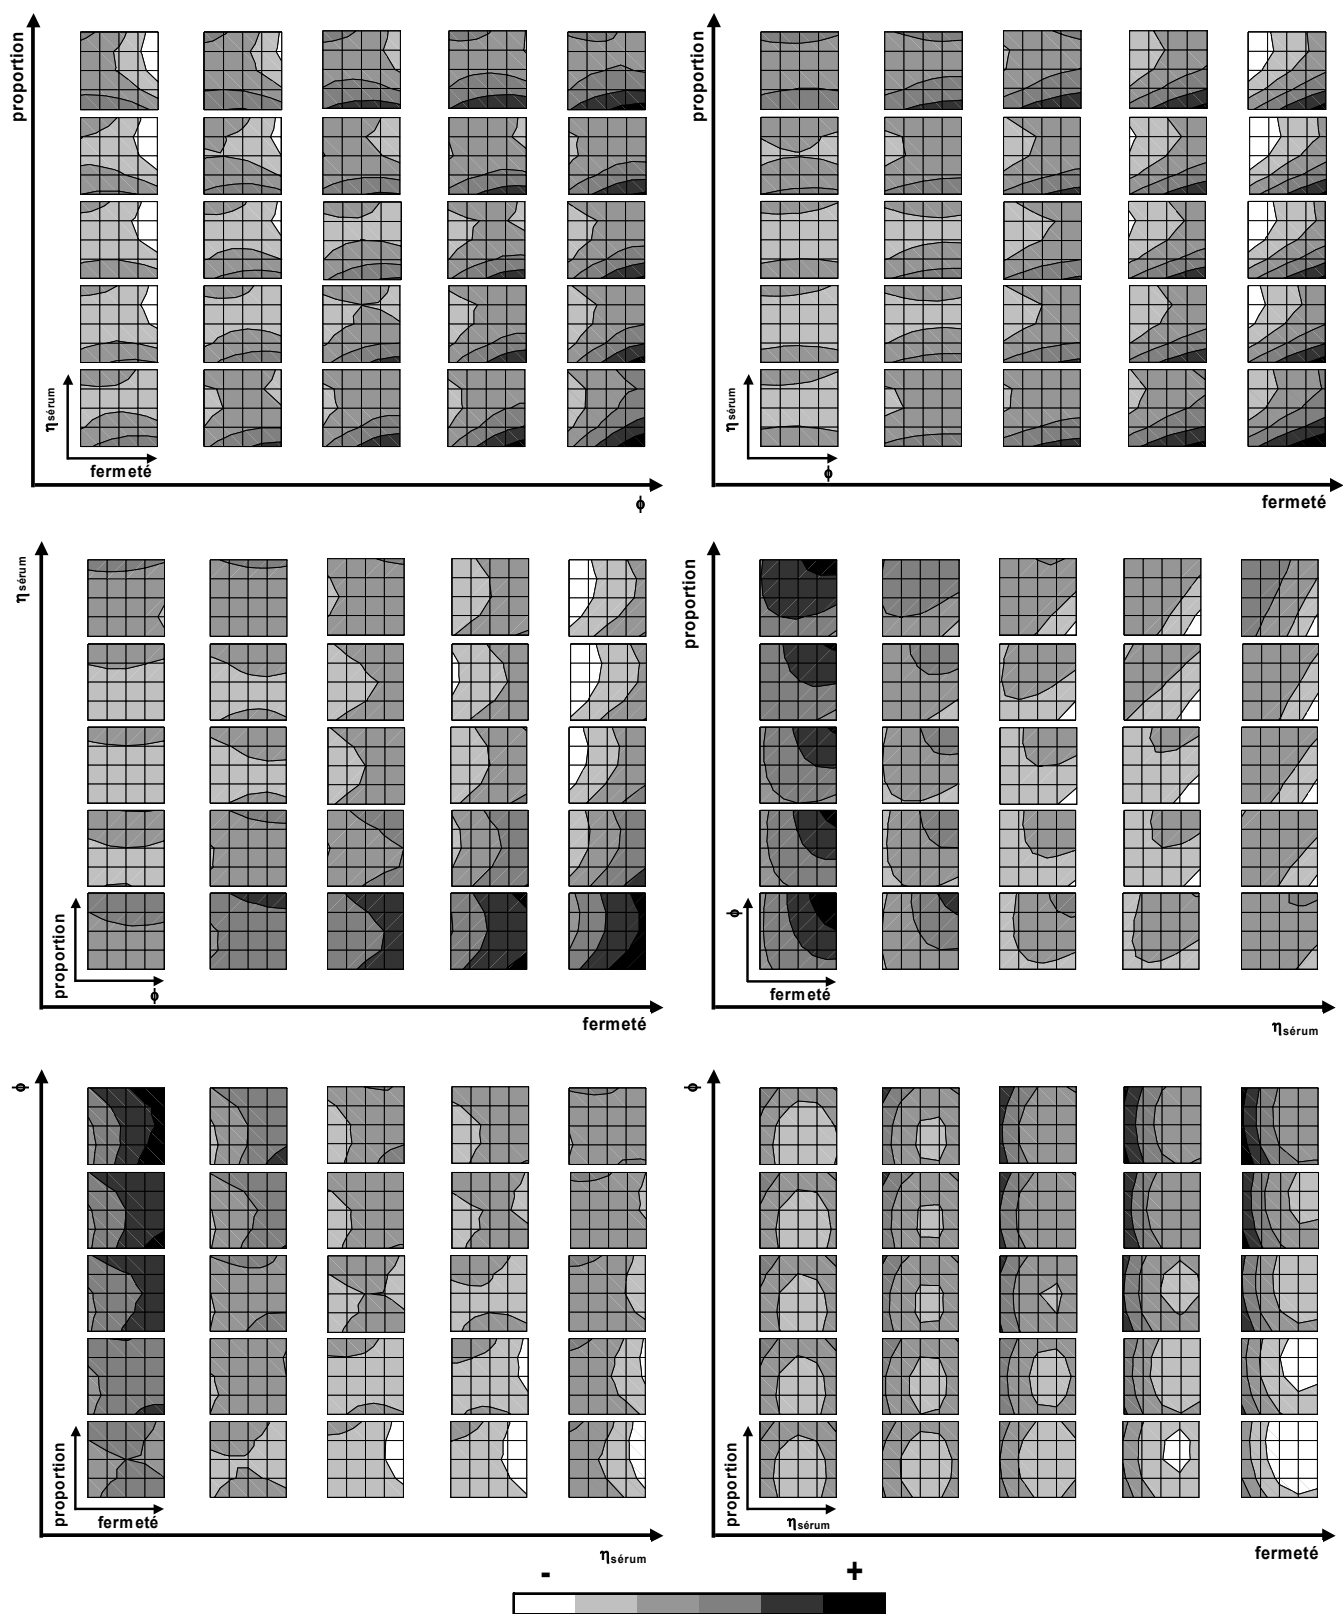 proportion
η sérum
fermeté
ϕ
proportion
η sérum
ϕ
fermeté
η sérum
proportion
ϕ
fermeté
proportion
ϕ
fermeté
η sérum
ϕ
proportion
fermeté
η sérum
ϕ
proportion
η sérum
fermeté
- +